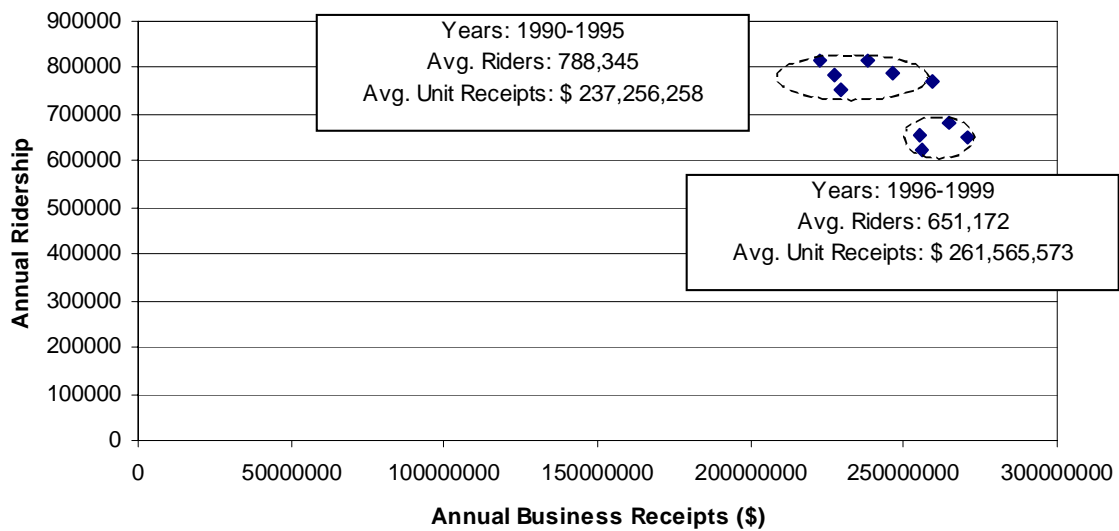 900000
800000
700000
600000
500000
400000
300000
200000
100000
0
Annual Ridership
Years: 1990-1995
Avg. Riders: 788,345
Avg. Unit Receipts: $ 237,256,258
Years: 1996-1999
Avg. Riders: 651,172
Avg. Unit Receipts: $ 261,565,573
0 50000000 100000000 150000000 200000000 250000000 300000000
Annual Business Receipts ($)